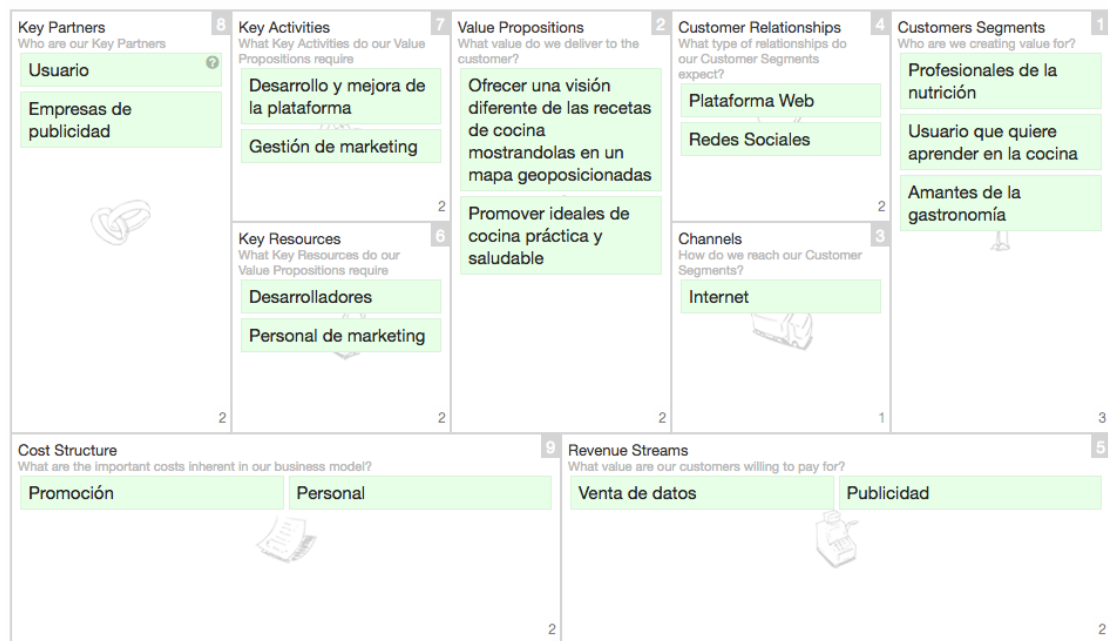 Key Partners
8
Who are our Key Partners
Usuario
?
Empresas de
publicidad
2
Key Activities
7
What Key Activities do our Value
Propositions require
Desarrollo y mejora de
la plataforma
Gestión de marketing
2
Key Resources
6
What Key Resources do our
Value Propositions require
Desarrolladores
Personal de marketing
2
Value Propositions
2
What value do we deliver to the
customer?
Ofrecer una visión
diferente de las recetas
de cocina
mostrandolas en un
mapa geoposicionadas
Promover ideales de
cocina práctica y
saludable
2
Customer Relationships
4
What type of relationships do
our Customer Segments
expect?
Plataforma Web
Redes Sociales
2
Channels
3
How do we reach our Customer
Segments?
Internet
1
Customers Segments
1
Who are we creating value for?
Profesionales de la
nutrición
Usuario que quiere
aprender en la cocina
Amantes de la
gastronomía
3
Cost Structure
9
What are the important costs inherent in our business model?
Promoción
Personal
2
Revenue Streams
5
What value are our customers willing to pay for?
Venta de datos
Publicidad
2